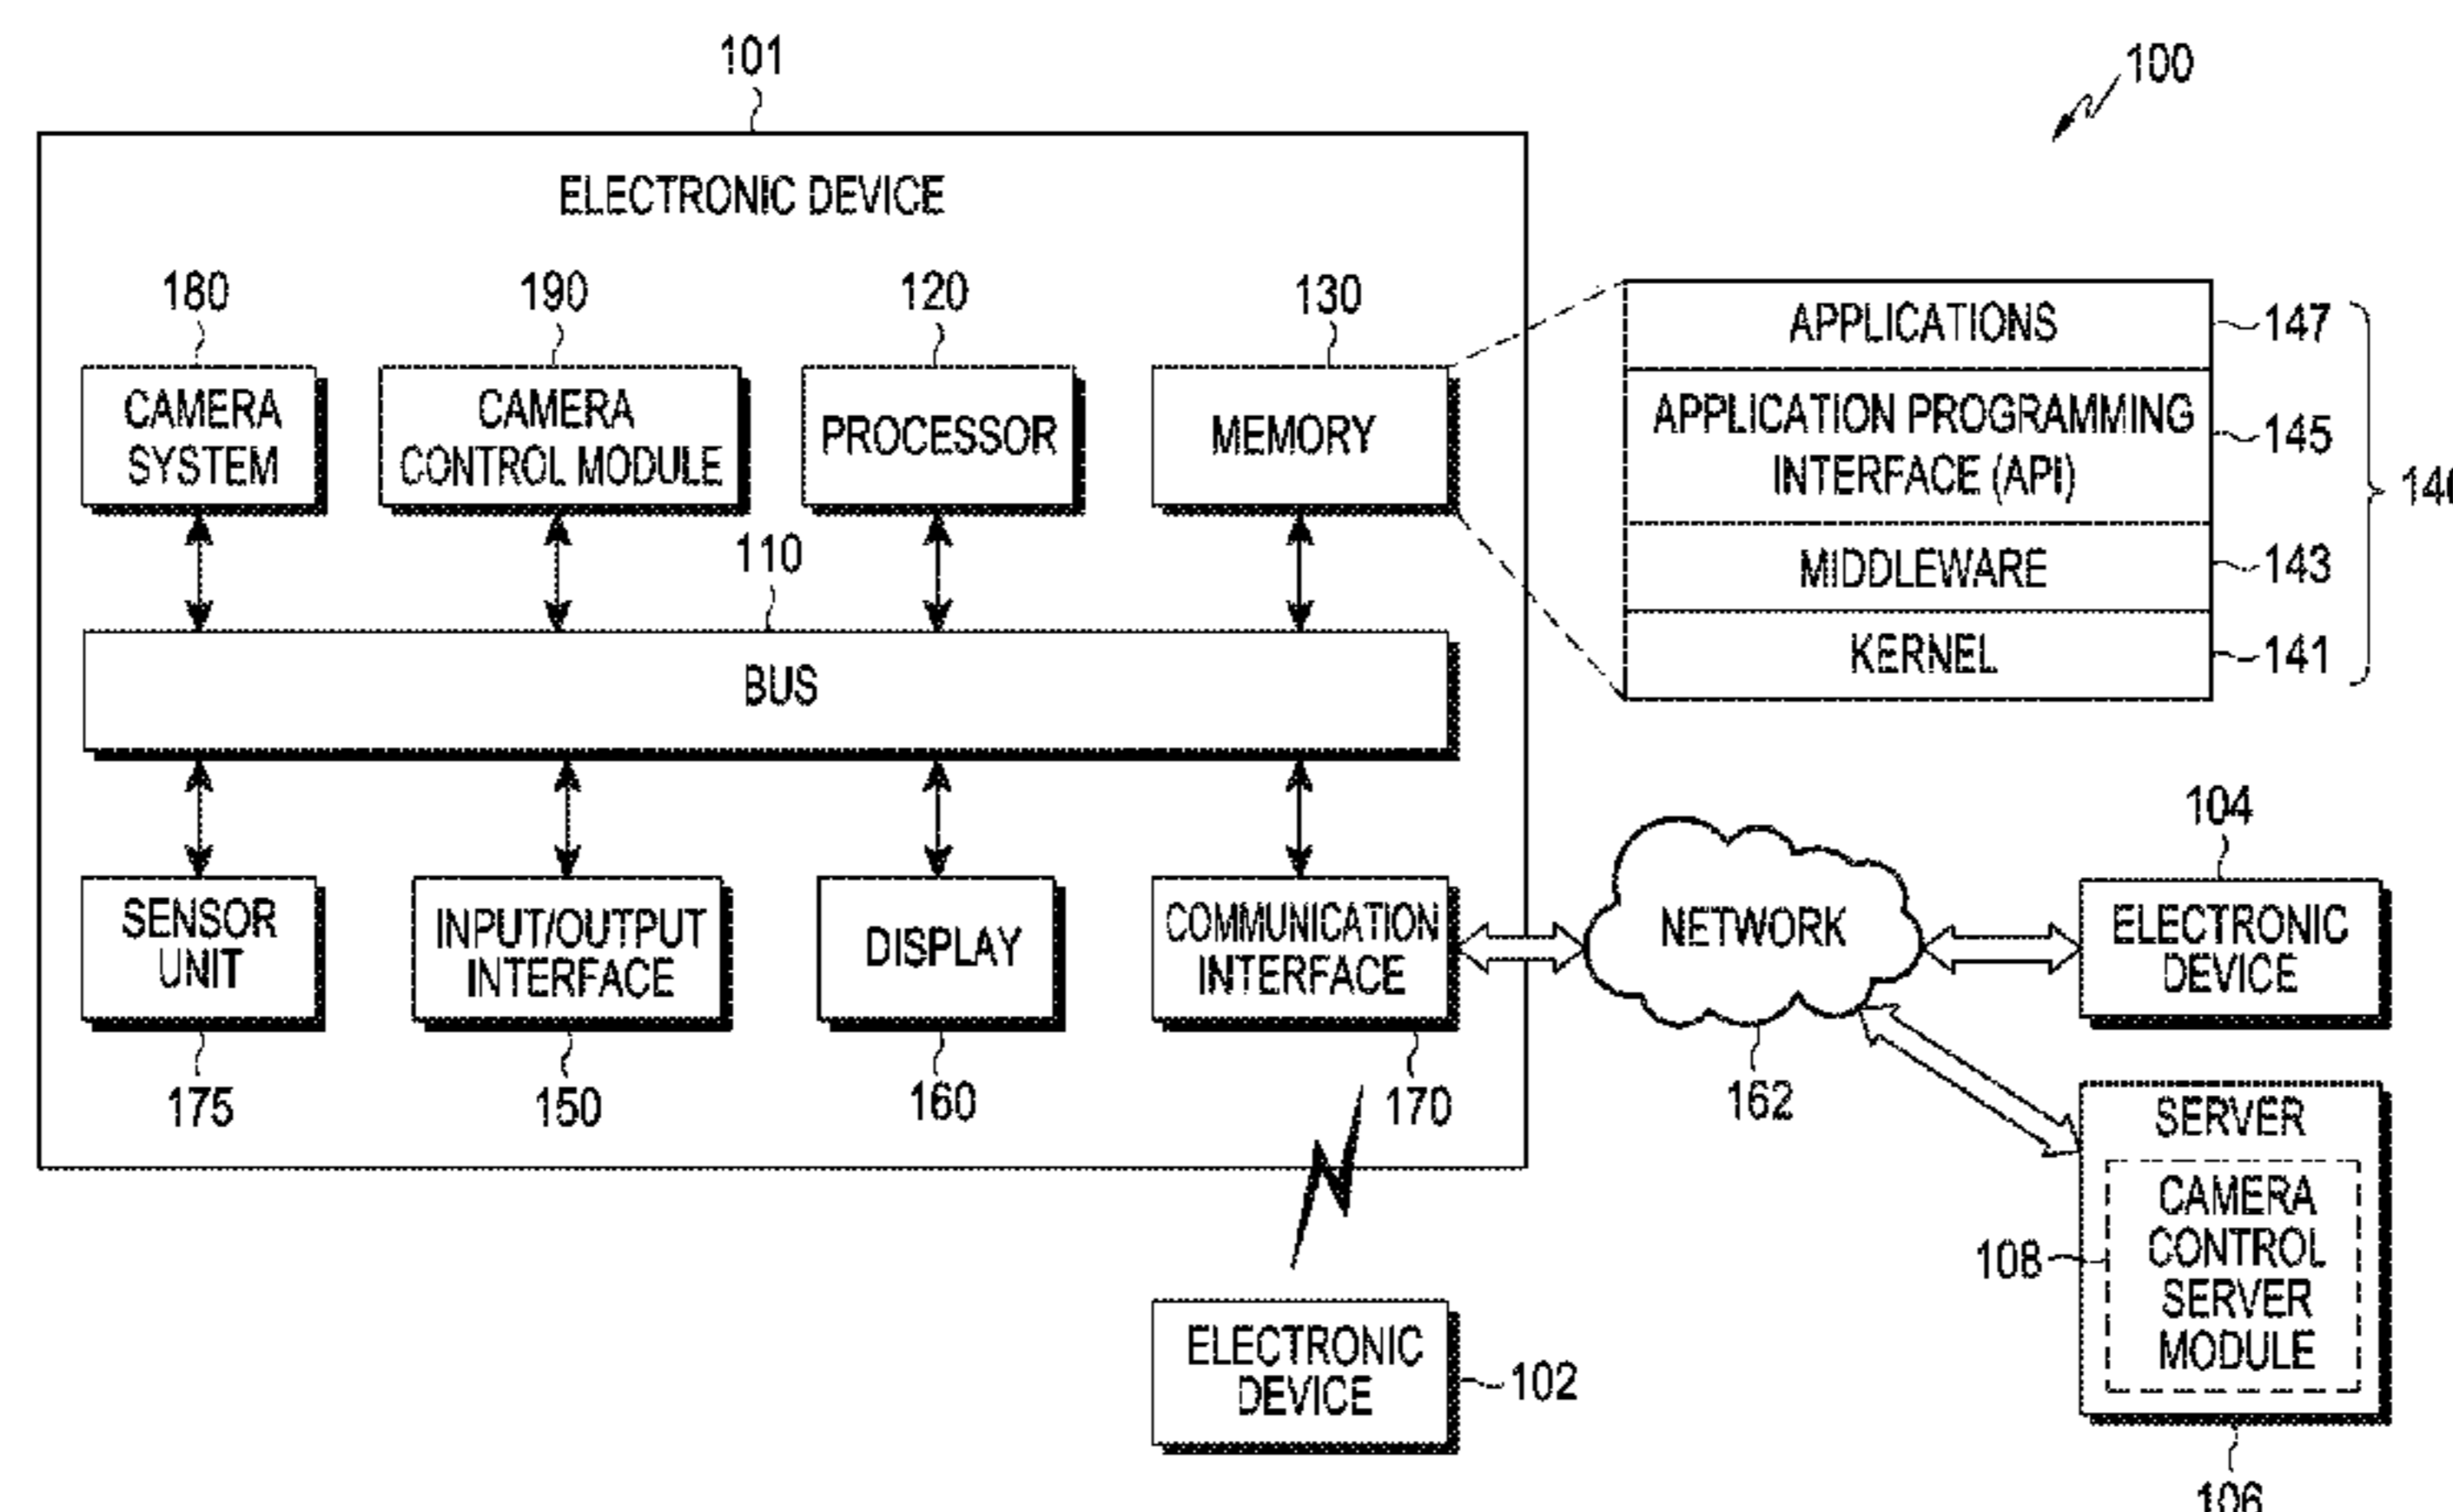 101
100
ELECTRONIC DEVICE
180
190
120
130
CAMERA
SYSTEM
CAMERA
CONTROL MODULE
PROCESSOR
MEMORY
APPLICATIONS
147
APPLICATION PROGRAMMING
INTERFACE (API)
145
MIDDLEWARE
143
KERNEL
141
110
BUS
SENSOR
UNIT
INPUT/OUTPUT
INTERFACE
DISPLAY
COMMUNICATION
INTERFACE
175
150
160
170
NETWORK
162
104
ELECTRONIC
DEVICE
SERVER
CAMERA
CONTROL
SERVER
MODULE
108
106
ELECTRONIC
DEVICE
102